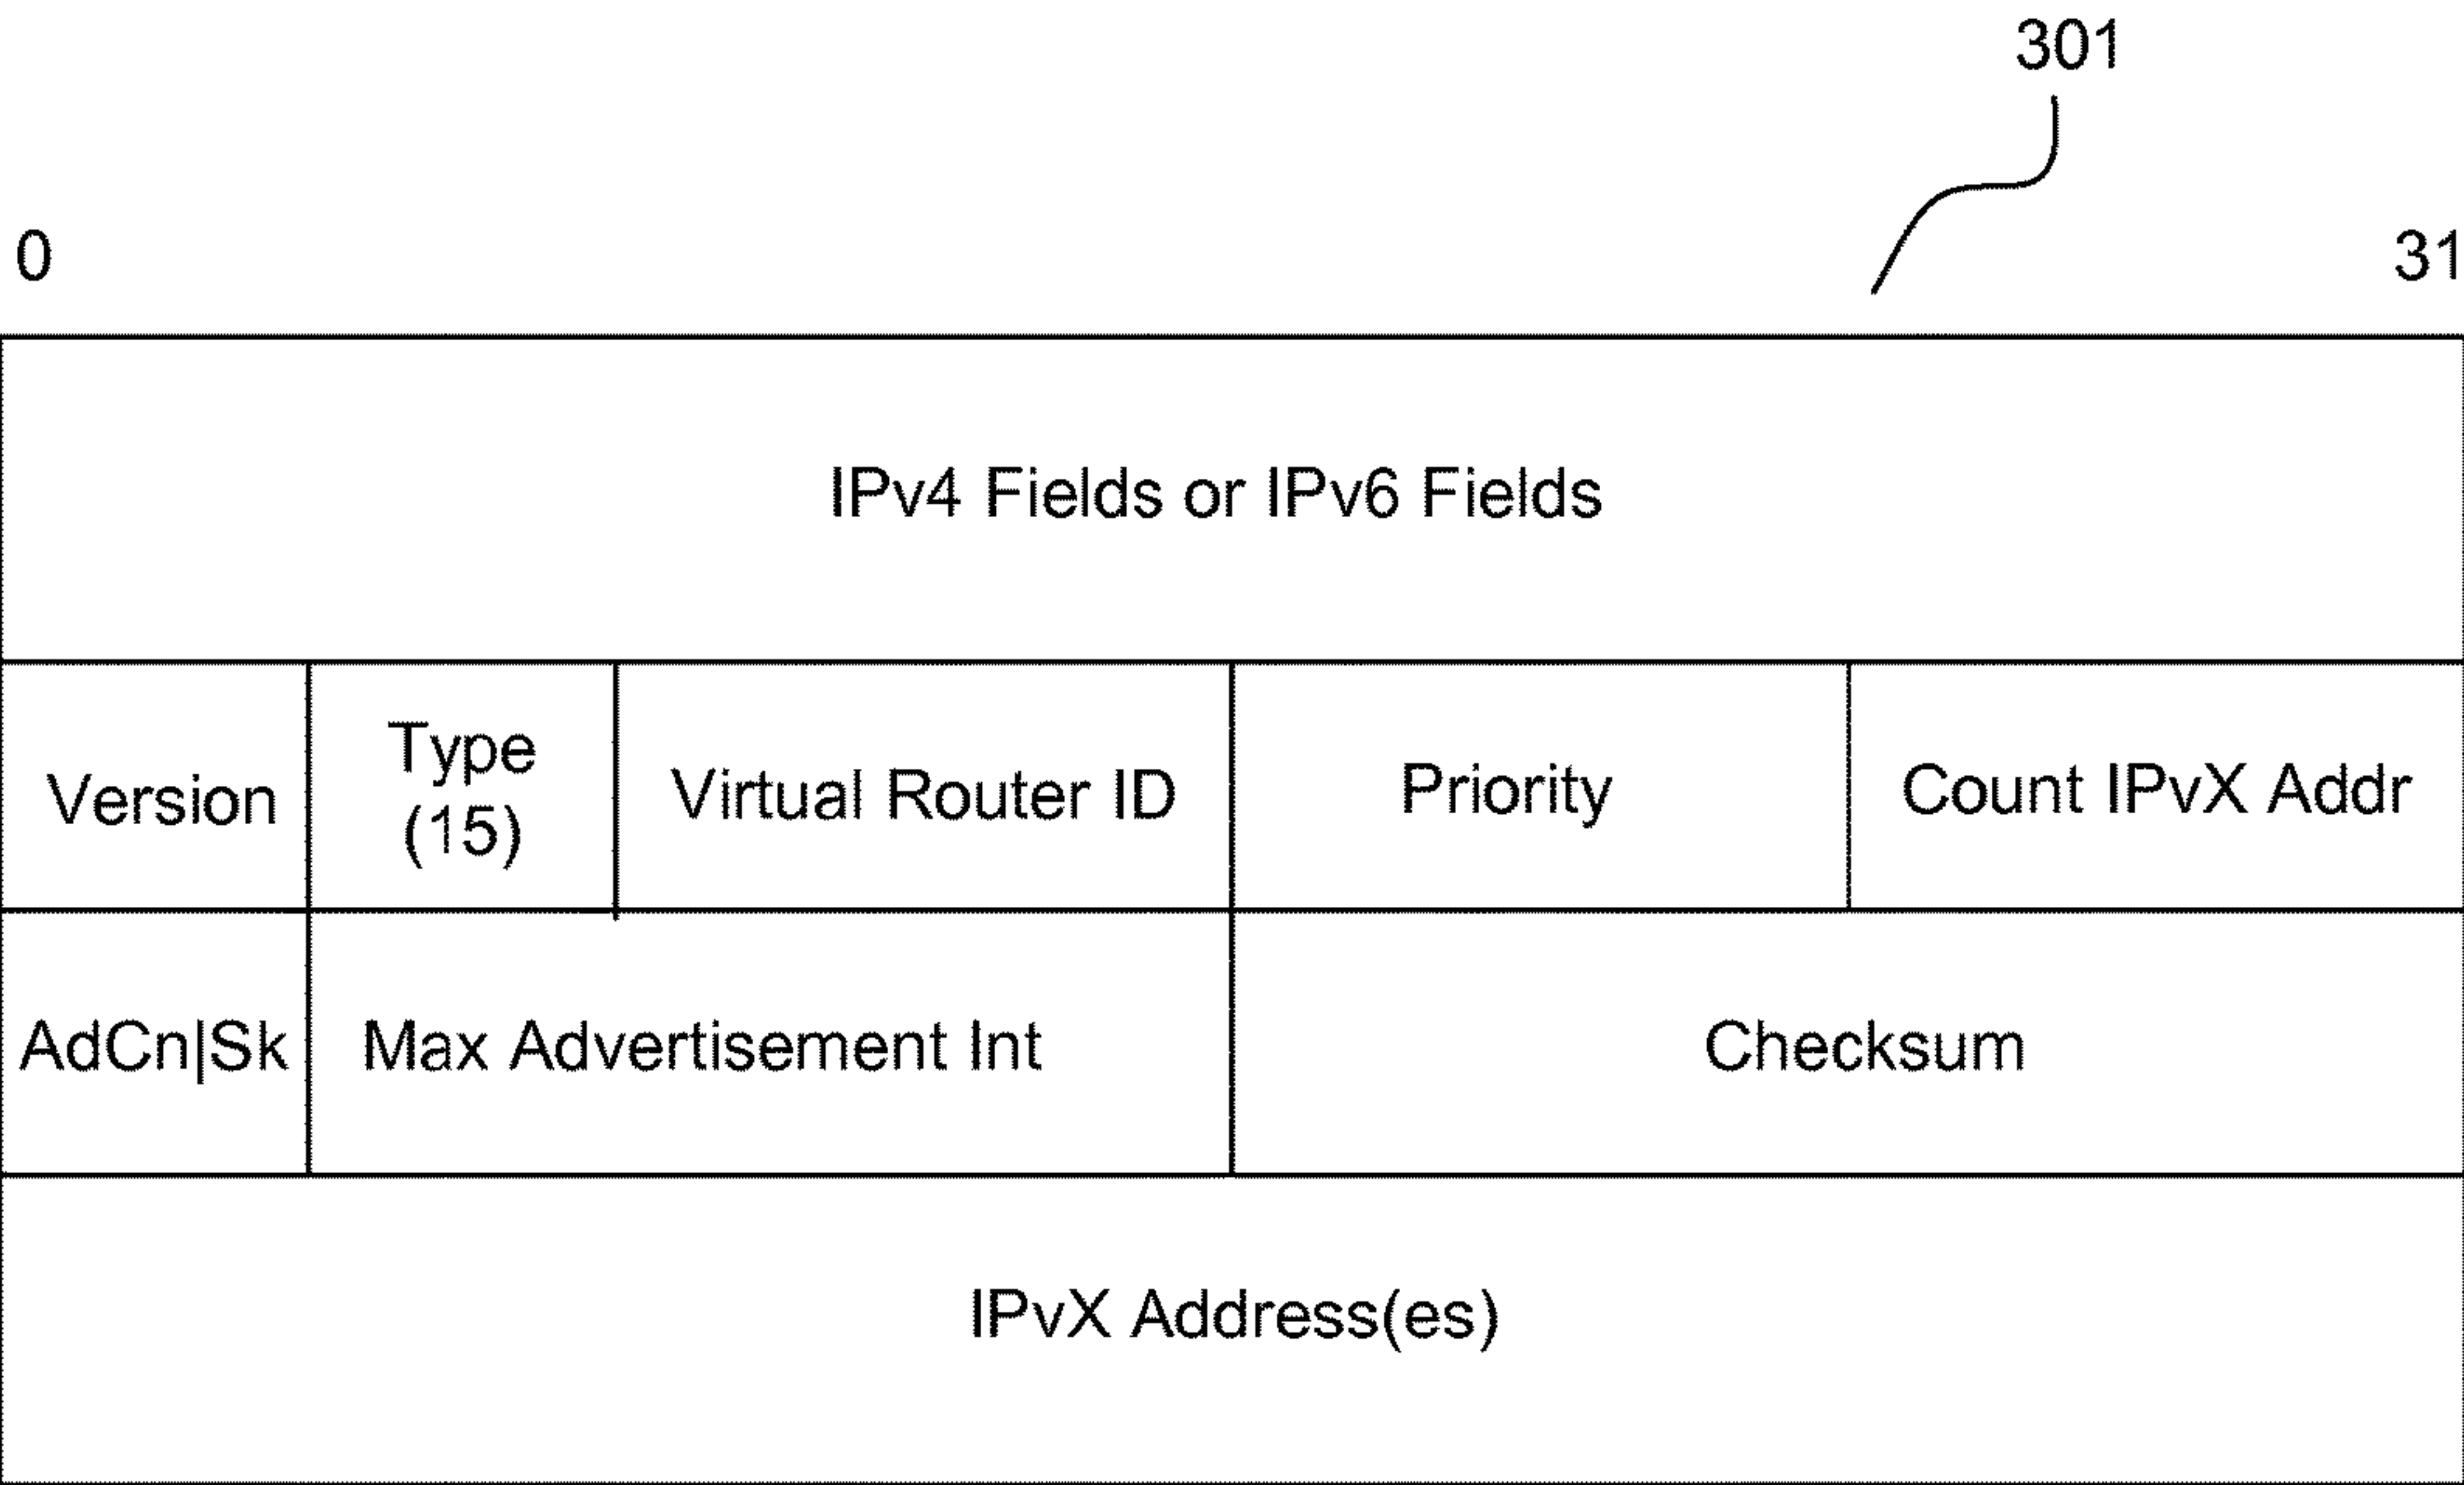 301
0 31
IPv4 Fields or IPv6 Fields
Version Type (15) Virtual Router ID Priority Count IPvX Addr
AdCn|Sk Max Advertisement Int Checksum
IPvX Address(es)